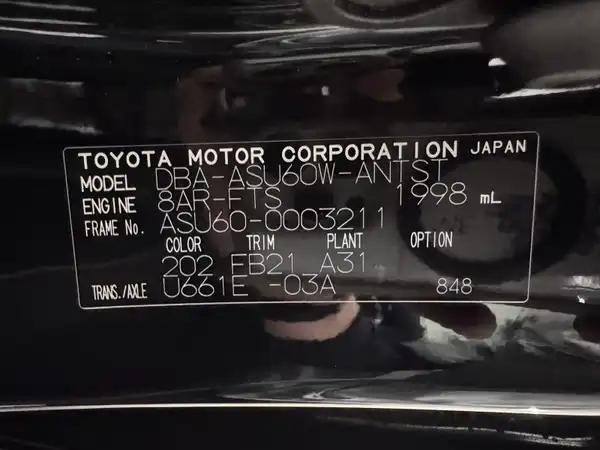 TOYOTA MOTOR CORPORATION JAPAN
MODEL DBA-ASU60W-ANTST
ENGINE 8AR-FTS 1998 mL
FRAME No. ASU60-0003211
COLOR TRIM PLANT OPTION
202 EB21 A31
TRANS./AXLE U661E -03A 848